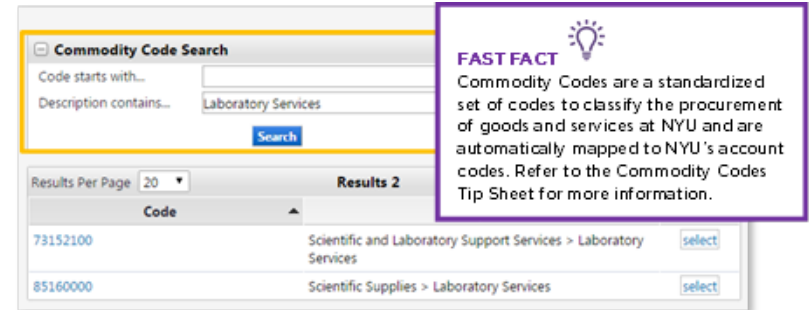 Commodity Code Search
Code starts with...
Description contains... Laboratory Services
Search
FAST FACT
Commodity Codes are a standardized
set of codes to classify the procurement
of goods and services at NYU and are
automatically mapped to NYU's account
codes. Refer to the Commodity Codes
Tip Sheet for more information.
Results Per Page 20 Results 2
Code
73152100 Scientific and Laboratory Support Services > Laboratory Services select
85160000 Scientific Supplies > Laboratory Services select